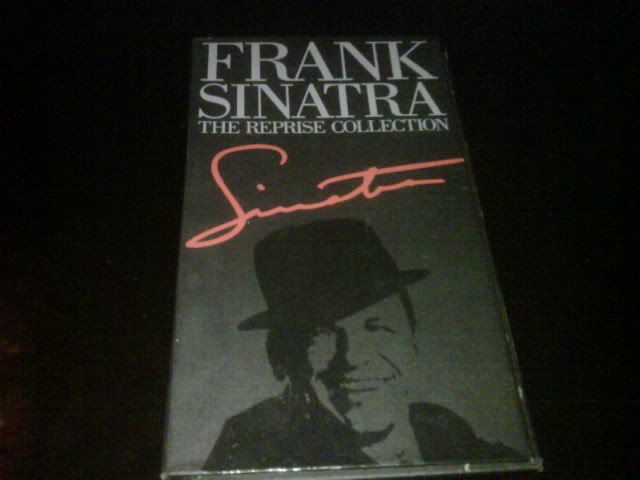 FRANK
SINATRA
THE REPRISE COLLECTION
Sinatra